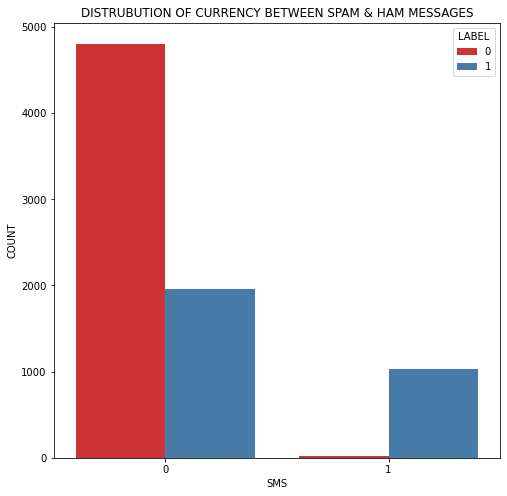 DISTRUBUTION OF CURRENCY BETWEEN SPAM & HAM MESSAGES
LABEL
0
1
5000
4000
3000
2000
1000
0
COUNT
0 1
SMS